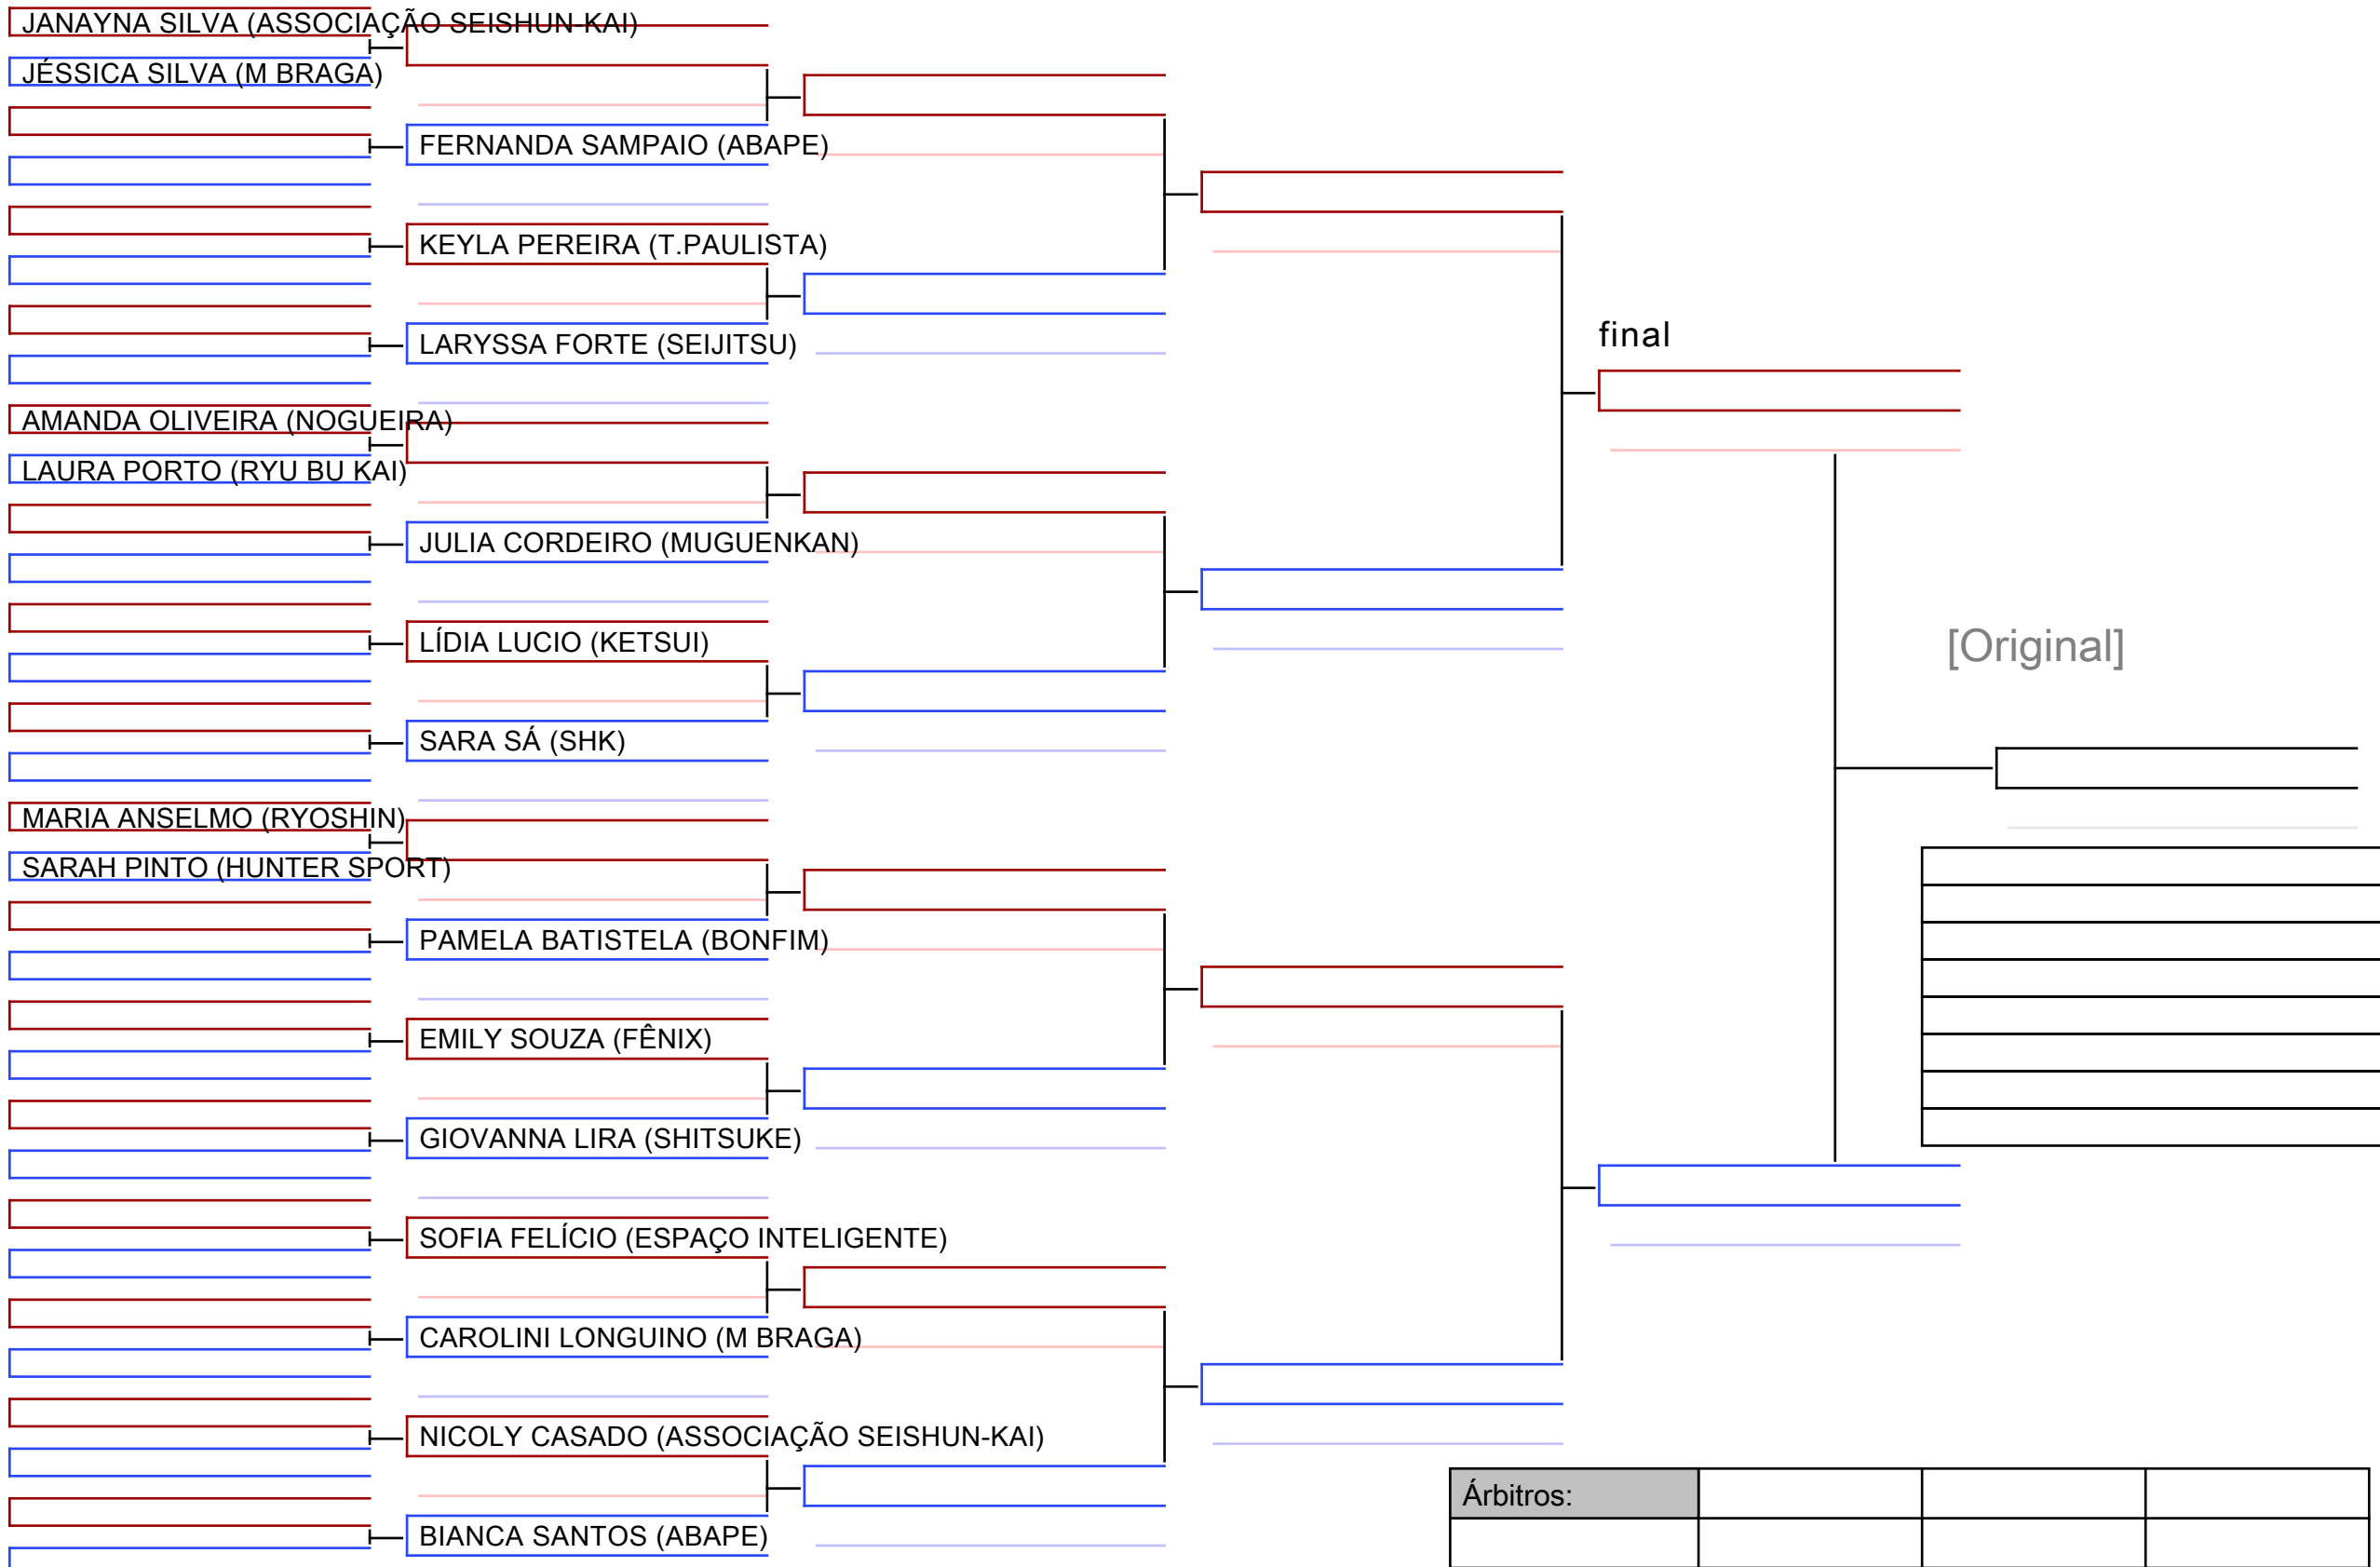 JANAYNA SILVA (ASSOCIAÇÃO SEISHUN-KAI)
JÉSSICA SILVA (M BRAGA)
FERNANDA SAMPAIO (ABAPE)
KEYLA PEREIRA (T.PAULISTA)
LARYSSA FORTE (SEIJITSU)
final
AMANDA OLIVEIRA (NOGUEIRA)
LAURA PORTO (RYU BU KAI)
JULIA CORDEIRO (MUGUENKAN)
LÍDIA LUCIO (KETSUI)
[Original]
SARA SÁ (SHK)
MARIA ANSELMO (RYOSHIN)
SARAH PINTO (HUNTER SPORT)
PAMELA BATISTELA (BONFIM)
EMILY SOUZA (FÊNIX)
GIOVANNA LIRA (SHITSUKE)
SOFIA FELÍCIO (ESPAÇO INTELIGENTE)
CAROLINI LONGUINO (M BRAGA)
NICOLY CASADO (ASSOCIAÇÃO SEISHUN-KAI)
Árbitros:
BIANCA SANTOS (ABAPE)